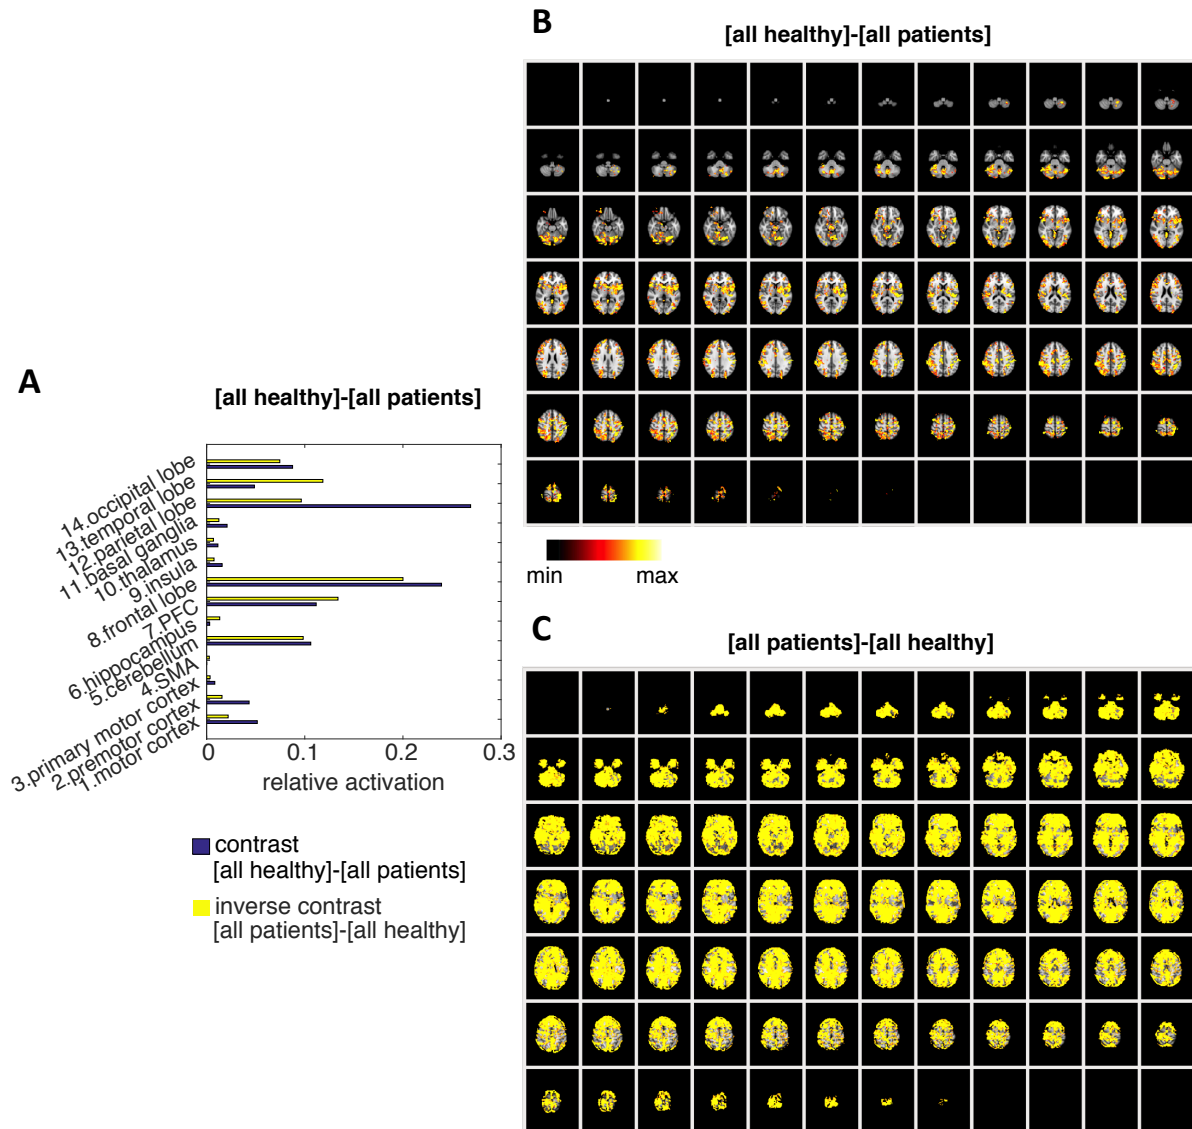 B
[all healthy]-[all patients]
min
max
A
[all healthy]-[all patients]
14.occipital lobe
13.temporal lobe
12.parietal lobe
11.basal ganglia
10.thalamus
9.insula
8.frontal lobe
7.PFC
6.hippocampus
5.cerebellum
4.SMA
3.primary motor cortex
2.premotor cortex
1.motor cortex
0
0.1
0.2
0.3
relative activation
contrast
[all healthy]-[all patients]
inverse contrast
[all patients]-[all healthy]
C
[all patients]-[all healthy]